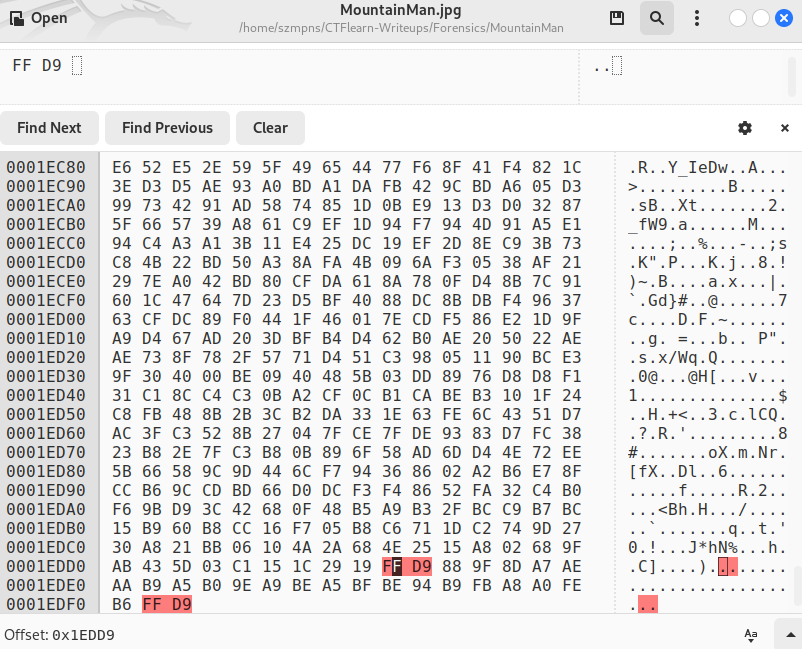 Open
MountainMan.jpg
/home/szmpns/CTFlearn-Writeups/Forensics/MountainMan
FF D9
..
Find Next Find Previous Clear
0001EC80 E6 52 E5 2E 59 5F 49 65 44 77 F6 8F 41 F4 82 1C .R..Y_IeDw..A...
0001EC90 3E D3 D5 AE 93 A0 BD A1 DA FB 42 9C BD A6 05 D3 >.........B.....
0001ECA0 99 73 42 91 AD 58 74 85 1D 0B E9 13 D3 D0 32 87 .sB..Xt.......2.
0001ECB0 5F 66 57 39 A8 61 C9 EF 1D 94 F7 94 4D 91 A5 E1 _fW9.a......M...
0001ECC0 94 C4 A3 A1 3B 11 E4 25 DC 19 EF 2D 8E C9 3B 73 ....;..%...-..;s
0001ECD0 C8 4B 22 BD 50 A3 8A FA 4B 09 6A F3 05 38 AF 21 .K".P...K.j..8.!
0001ECE0 29 7E A0 42 BD 80 CF DA 61 8A 78 0F D4 8B 7C 91 )~.B....a.x...|.
0001ECF0 60 1C 47 64 7D 23 D5 BF 40 88 DC 8B DB F4 96 37 `.Gd}#..@......7
0001ED00 63 CF DC 89 F0 44 1F 46 01 7E CD F5 86 E2 1D 9F c....D.F.~......
0001ED10 A9 D4 67 AD 20 3D BF B4 D4 62 B0 AE 20 50 22 AE ..g. =...b.. P".
0001ED20 AE 73 8F 78 2F 57 71 D4 51 C3 98 05 11 90 BC E3 .s.x/Wq.Q.......
0001ED30 9F 30 40 00 BE 09 40 48 5B 03 DD 89 76 D8 D8 F1 .0@...@H[...v...
0001ED40 31 C1 8C C4 C3 0B A2 CF 0C B1 CA BE B3 10 1F 24 1..............$
0001ED50 C8 FB 48 8B 2B 3C B2 DA 33 1E 63 FE 6C 43 51 D7 ..H.+<..3.c.lCQ.
0001ED60 AC 3F C3 52 8B 27 04 7F CE 7F DE 93 83 D7 FC 38 .?.R.'.........8
0001ED70 23 B8 2E 7F C3 B8 0B 89 6F 58 AD 6D D4 4E 72 EE #.......oX.m.Nr.
0001ED80 5B 66 58 9C 9D 44 6C F7 94 36 86 02 A2 B6 E7 8F [fX..Dl..6......
0001ED90 CC B6 9C CD BD 66 D0 DC F3 F4 86 52 FA 32 C4 B0 .....f.....R.2..
0001EDA0 F6 9B D9 3C 42 68 0F 48 B5 A9 B3 2F BC C9 B7 BC ...<Bh.H.../....
0001EDB0 15 B9 60 B8 CC 16 F7 05 B8 C6 71 1D C2 74 9D 27 ..`.......q..t.'
0001EDC0 30 A8 21 BB 06 10 4A 2A 68 4E 25 15 A8 02 68 9F 0.!...J*hN%...h.
0001EDD0 AB 43 5D 03 C1 15 1C 29 19 FF D9 88 9F 8D A7 AE .C]....)........
0001EDE0 AA B9 A5 B0 9E A9 BE A5 BF BE 94 B9 FB A8 A0 FE ................
0001EDF0 B6 FF D9 ...
Offset: 0x1EDD9
Aa